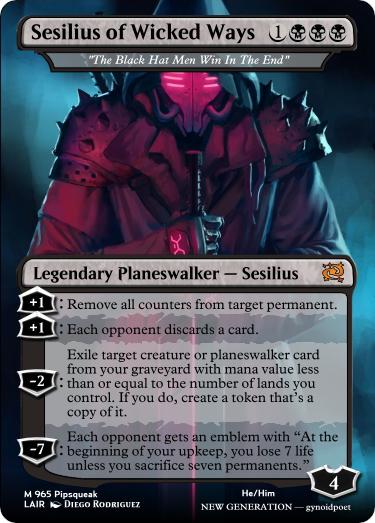 Sesilius of Wicked Ways 1
"The Black Hat Men Win In The End"
Legendary Planeswalker — Sesilius
+1: Remove all counters from target permanent.
+1: Each opponent discards a card.
-2: Exile target creature or planeswalker card
from your graveyard with mana value less
than or equal to the number of lands you
control. If you do, create a token that's a
copy of it.
-7: Each opponent gets an emblem with "At the
beginning of your upkeep, you lose 7 life
unless you sacrifice seven permanents."
4
M 965 Pipsqueak
He/Him
LAIR Diego Rodriguez
NEW GENERATION — gynoidpoet